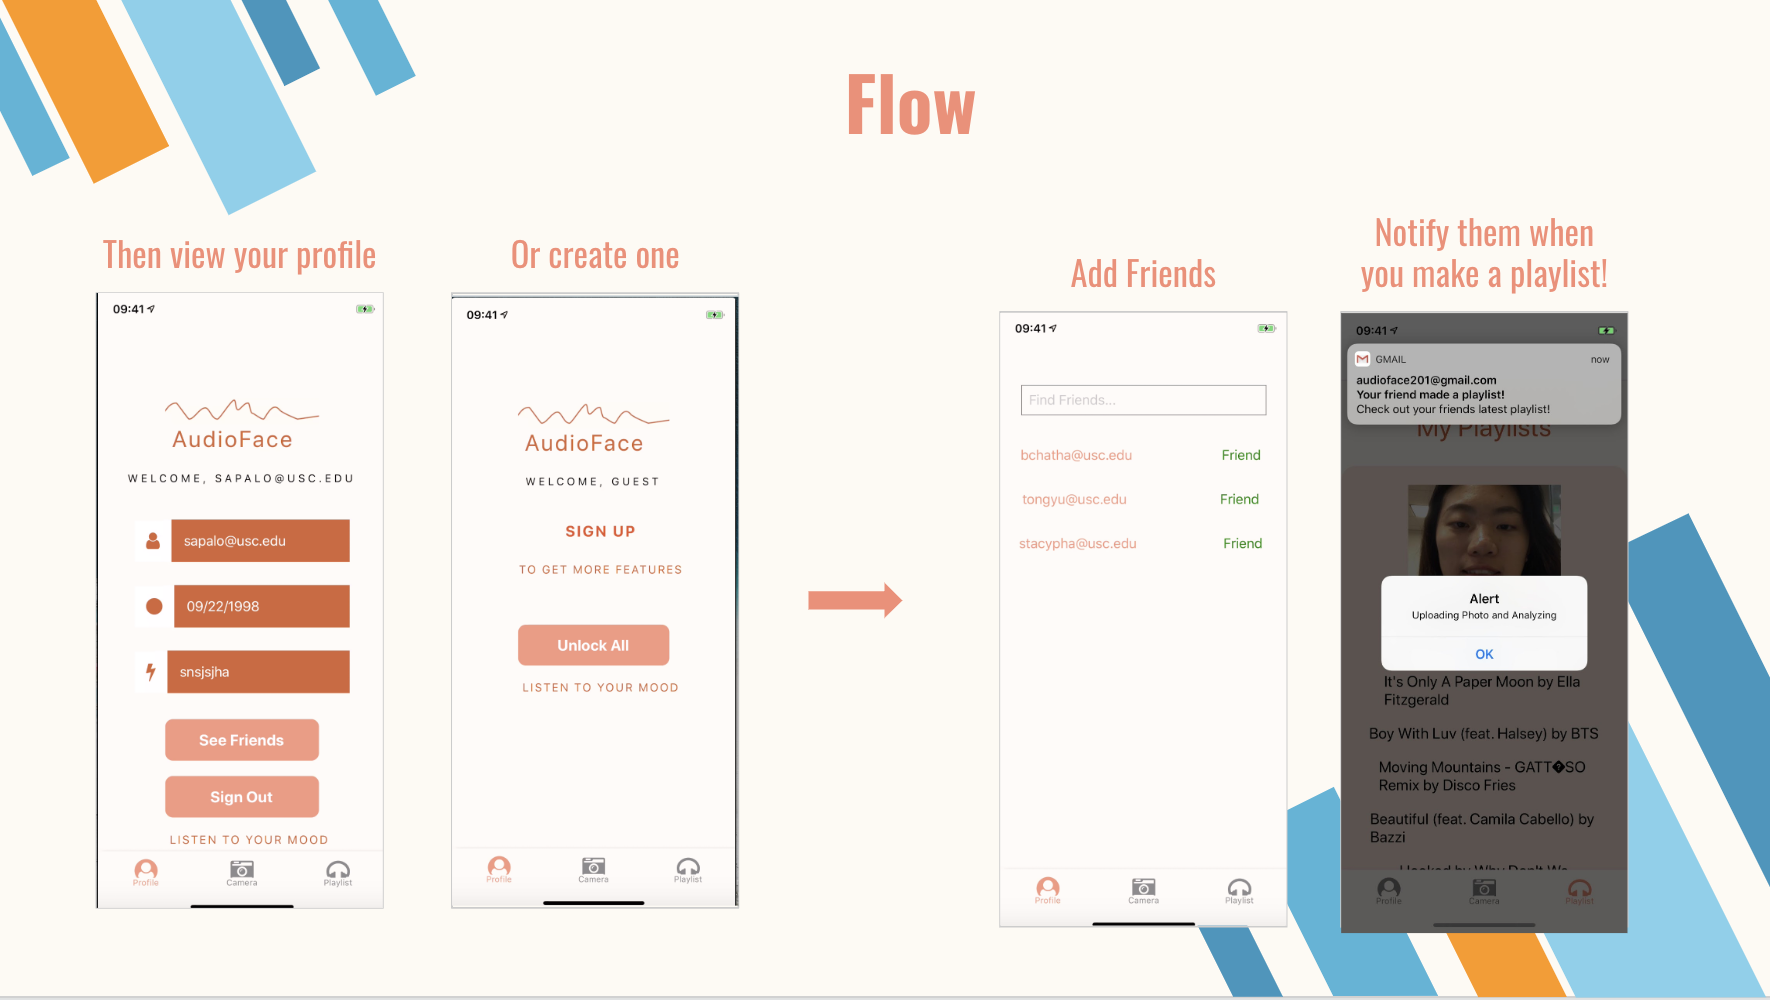 Flow
Then view your profile
09:41
AudioFace
WELCOME, SAPALO@USC.EDU
sapalo@usc.edu
09/22/1998
snsjsjha
See Friends
Sign Out
LISTEN TO YOUR MOOD
Profile
Camera
Playlist
Or create one
09:41
AudioFace
WELCOME, GUEST
SIGN UP
TO GET MORE FEATURES
Unlock All
LISTEN TO YOUR MOOD
Profile
Camera
Playlist
Add Friends
09:41
Find Friends...
bchatha@usc.edu Friend
tongyu@usc.edu Friend
stacypha@usc.edu Friend
Profile
Camera
Playlist
Notify them when
you make a playlist!
09:41
GMAIL now
audioface201@gmail.com
Your friend made a playlist!
Check out your friends latest playlist!
My Playlists
Alert
Uploading Photo and Analyzing
OK
It's Only A Paper Moon by Ella
Fitzgerald
Boy With Luv (feat. Halsey) by BTS
Moving Mountains - GATT�SO
Remix by Disco Fries
Beautiful (feat. Camila Cabello) by
Bazzi
Hooked by Why Don't We
Profile
Camera
Playlist